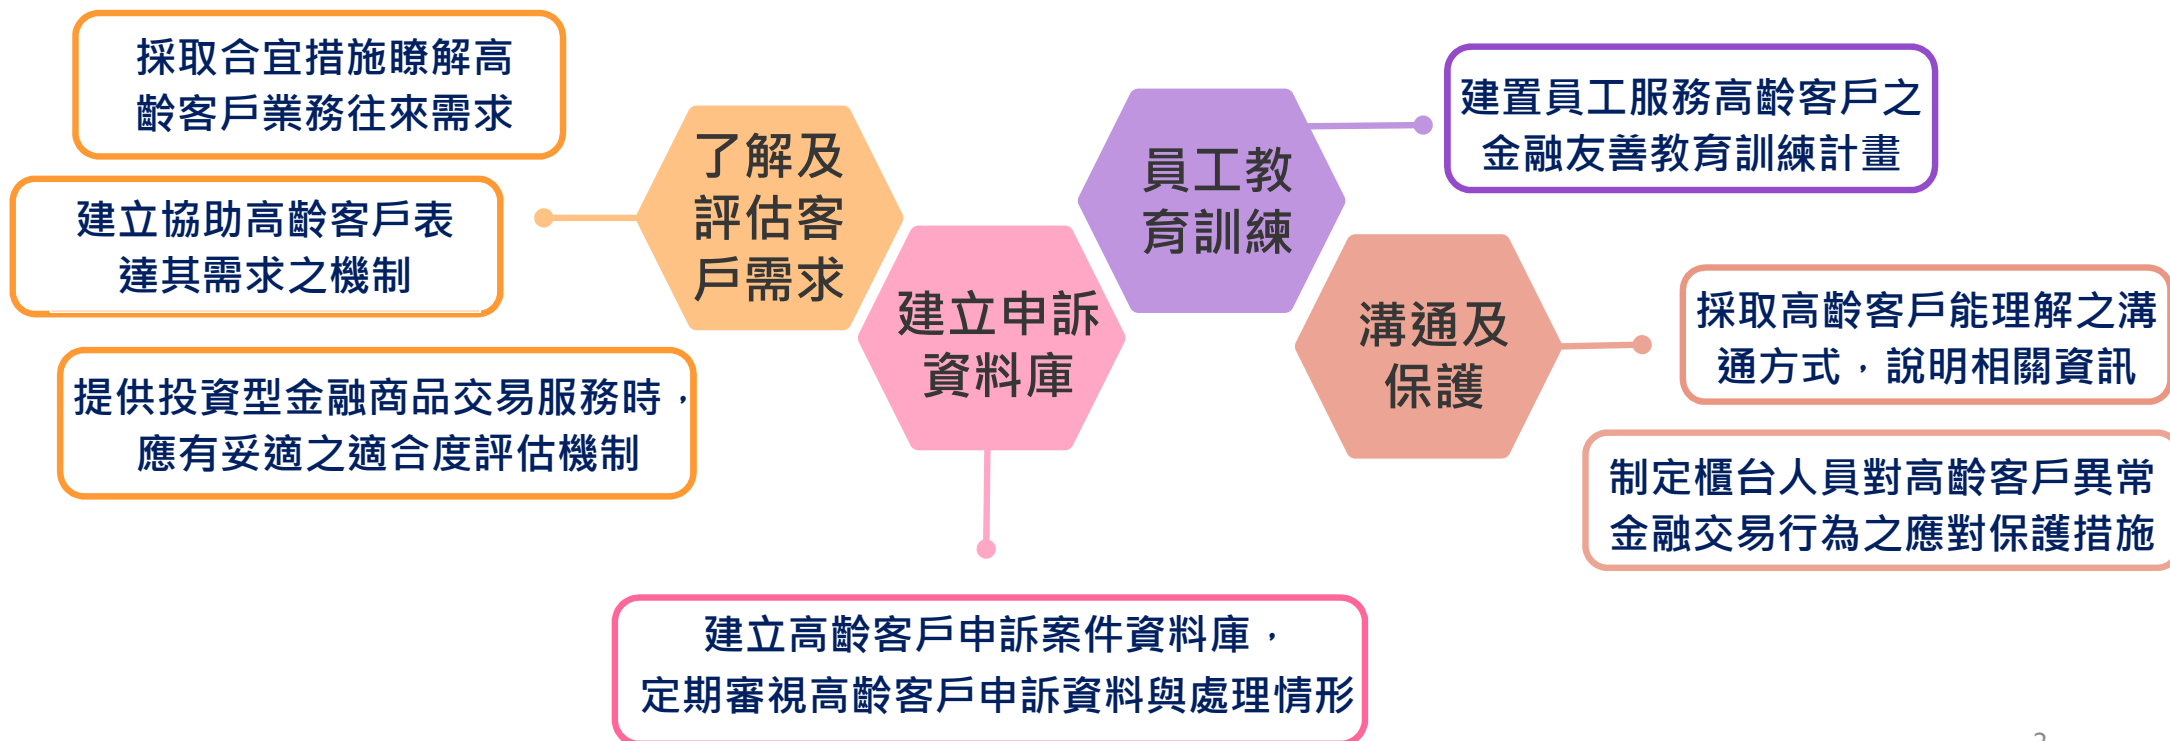 採取合宜措施瞭解高
齡客戶業務往來需求
建立協助高齡客戶表
達其需求之機制
提供投資型金融商品交易服務時，
應有妥適之適合度評估機制
了解及
評估客
戶需求
建立申訴
資料庫
建立高齡客戶申訴案件資料庫，
定期審視高齡客戶申訴資料與處理情形
員工教
育訓練
建置員工服務高齡客戶之
金融友善教育訓練計畫
溝通及
保護
採取高齡客戶能理解之溝
通方式，說明相關資訊
制定櫃台人員對高齡客戶異常
金融交易行為之應對保護措施